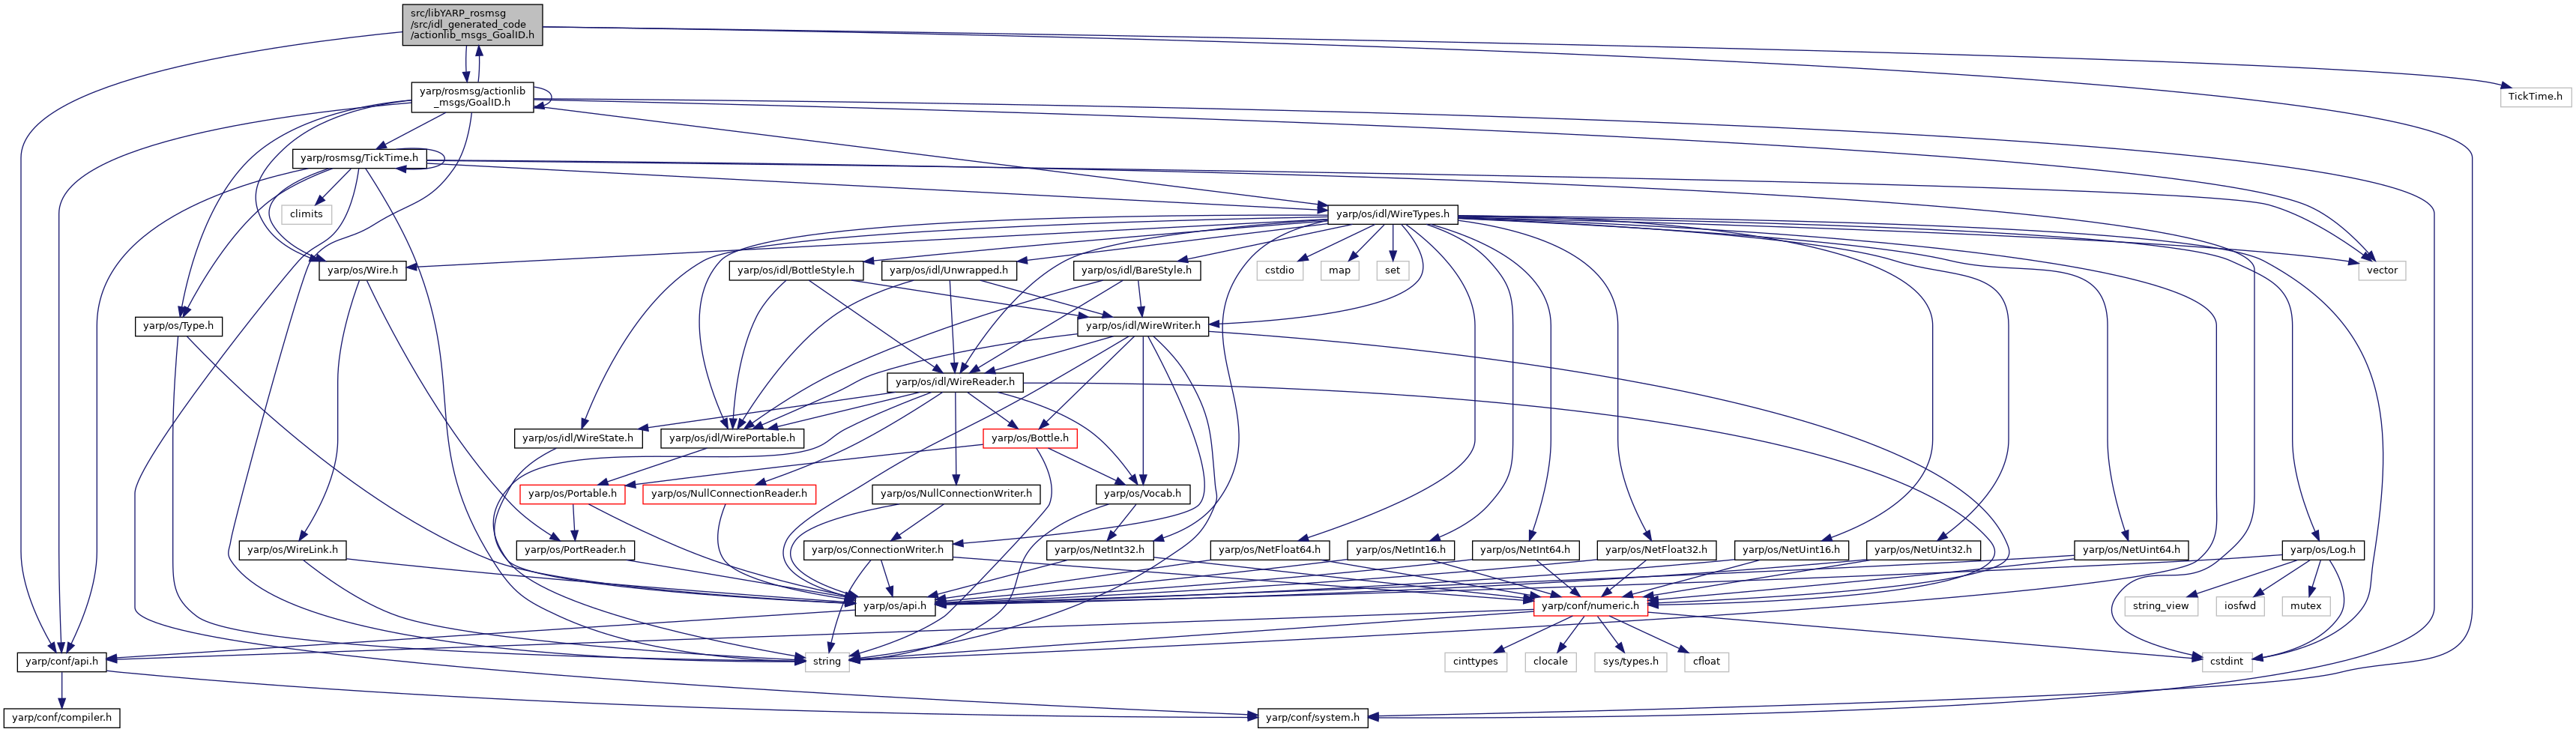 src/libYARP_rosmsg
/src/idl_generated_code
/actionlib_msgs_GoalID.h
yarp/rosmsg/actionlib
_msgs/GoalID.h
TickTime.h
yarp/rosmsg/TickTime.h
climits
yarp/os/idl/WireTypes.h
yarp/os/Wire.h
yarp/os/idl/BottleStyle.h
yarp/os/idl/Unwrapped.h
yarp/os/idl/BareStyle.h
cstdio
map
set
vector
yarp/os/Type.h
yarp/os/idl/WireWriter.h
yarp/os/idl/WireReader.h
yarp/os/idl/WireState.h
yarp/os/idl/WirePortable.h
yarp/os/Bottle.h
yarp/os/Portable.h
yarp/os/NullConnectionReader.h
yarp/os/NullConnectionWriter.h
yarp/os/Vocab.h
yarp/os/WireLink.h
yarp/os/PortReader.h
yarp/os/ConnectionWriter.h
yarp/os/NetInt32.h
yarp/os/NetFloat64.h
yarp/os/NetInt16.h
yarp/os/NetInt64.h
yarp/os/NetFloat32.h
yarp/os/NetUint16.h
yarp/os/NetUint32.h
yarp/os/NetUint64.h
yarp/os/Log.h
yarp/os/api.h
yarp/conf/numeric.h
string_view
iosfwd
mutex
yarp/conf/api.h
string
cinttypes
clocale
sys/types.h
cfloat
cstdint
yarp/conf/compiler.h
yarp/conf/system.h